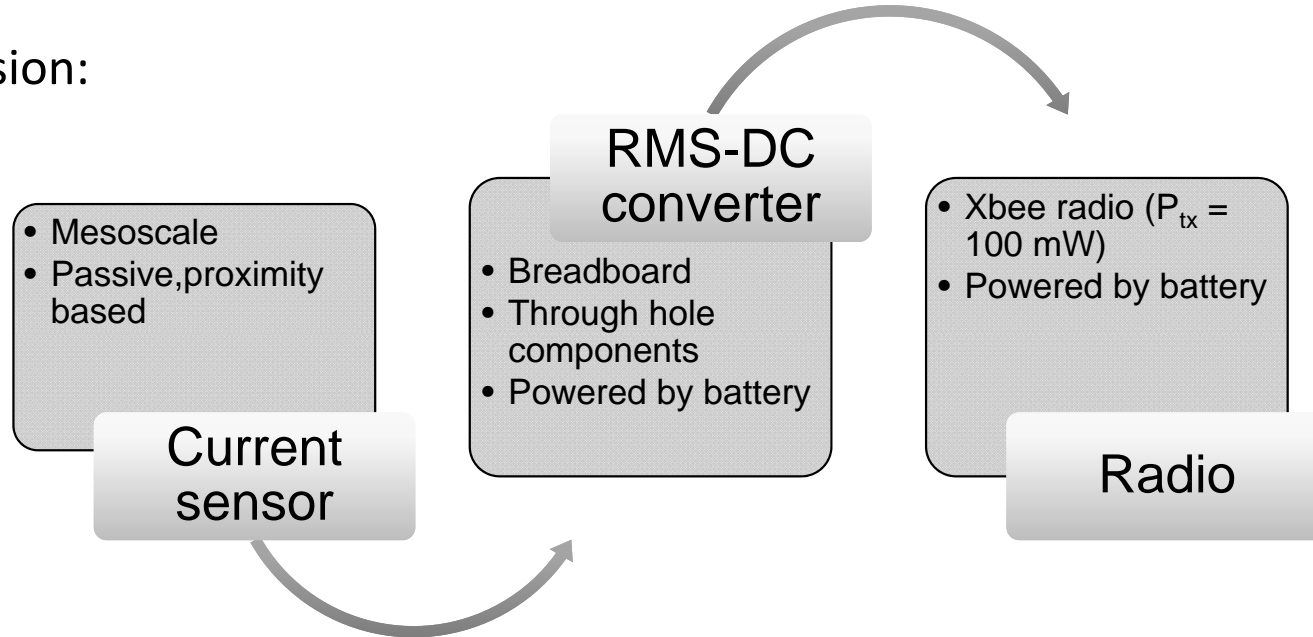 sion:
• Mesoscale
• Passive,proximity
based
Current
sensor
RMS-DC
converter
• Breadboard
• Through hole
components
• Powered by battery
• Xbee radio (Ptx =
100 mW)
• Powered by battery
Radio